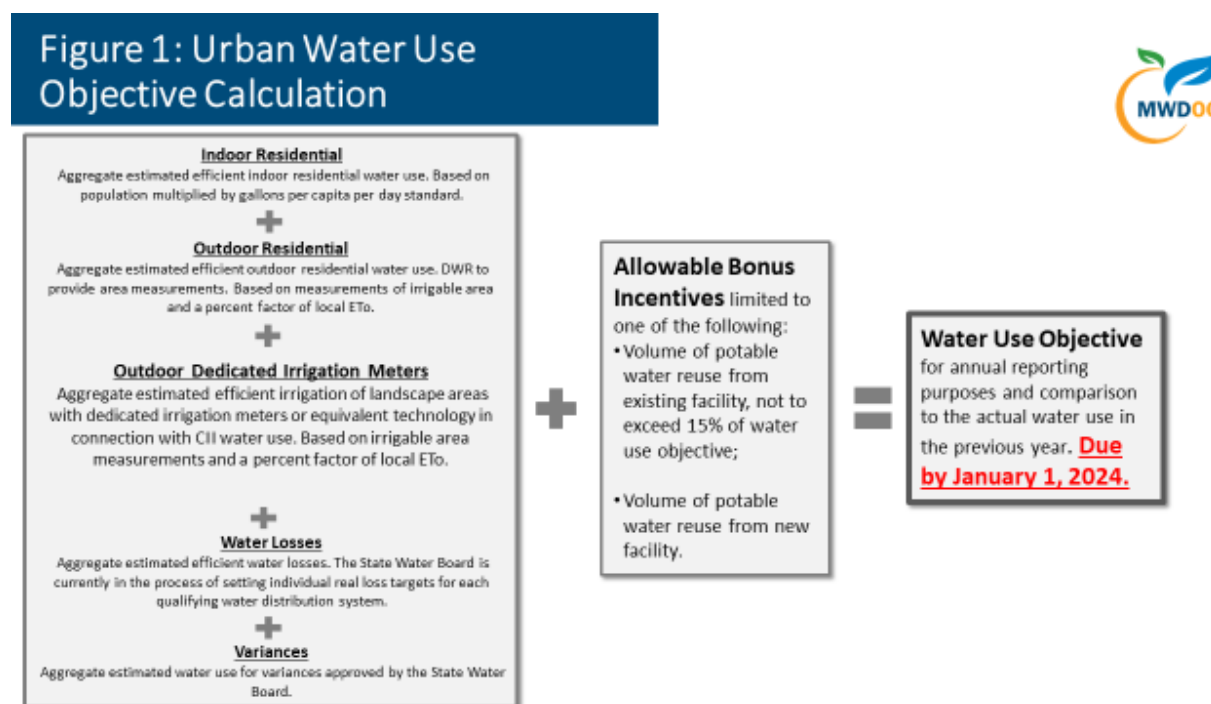 Figure 1: Urban Water Use
Objective Calculation
MWDO
Indoor Residential
Aggregate estimated efficient indoor residential water use. Based on
population multiplied by gallons per capita per day standard.
+
Outdoor Residential
Aggregate estimated efficient outdoor residential water use. DWR to
provide area measurements. Based on measurements of irrigable area
and a percent factor of local ETo.
+
Outdoor Dedicated Irrigation Meters
Aggregate estimated efficient irrigation of landscape areas
with dedicated irrigation meters or equivalent technology in
connection with CII water use. Based on irrigable area
measurements and a percent factor of local ETo.
+
Water Losses
Aggregate estimated efficient water losses. The State Water Board is
currently in the process of setting individual real loss targets for each
qualifying water distribution system.
+
Variances
Aggregate estimated water use for variances approved by the State Water
Board.
+
Allowable Bonus
Incentives limited to
one of the following:
•Volume of potable
water reuse from
existing facility, not to
exceed 15% of water
use objective;
•Volume of potable
water reuse from new
facility.
=
Water Use Objective
for annual reporting
purposes and comparison
to the actual water use in
the previous year. Due
by January 1, 2024.